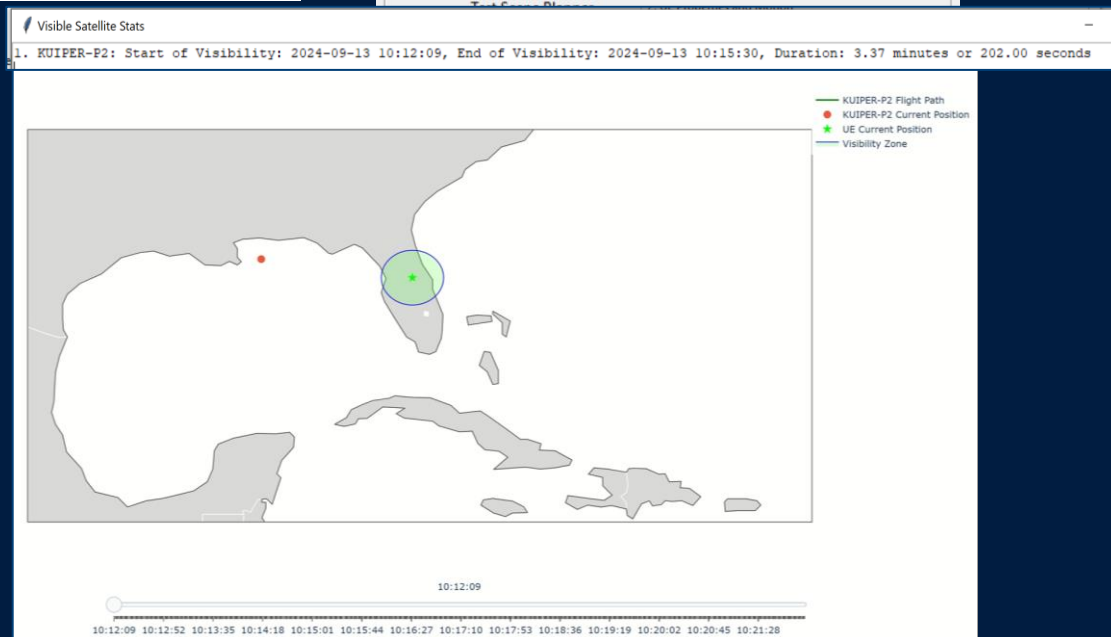 Test Scope Planner
Visible Satellite Stats
1. KUIPER-P2: Start of Visibility: 2024-09-13 10:12:09, End of Visibility: 2024-09-13 10:15:30, Duration: 3.37 minutes or 202.00 seconds
KUIPER-P2 Flight Path
KUIPER-P2 Current Position
UE Current Position
Visibility Zone
10:12:09
10:12:09 10:12:52 10:13:35 10:14:18 10:15:01 10:15:44 10:16:27 10:17:10 10:17:53 10:18:36 10:19:19 10:20:02 10:20:45 10:21:28